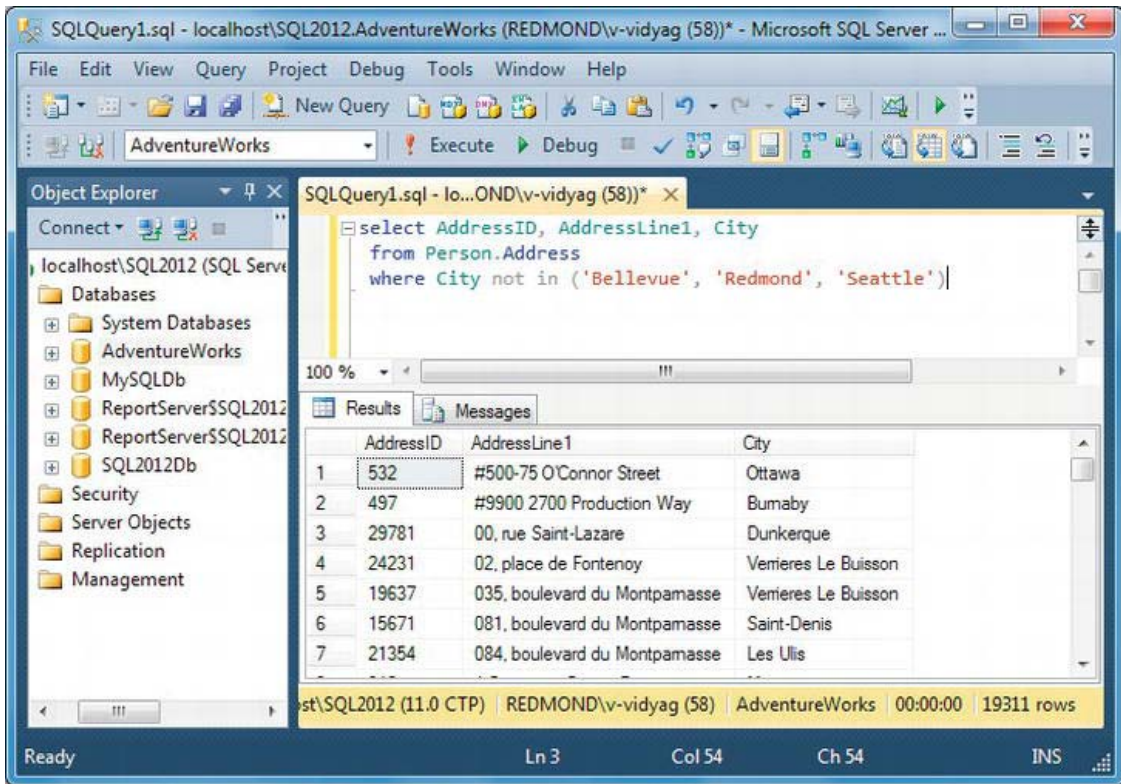 SQLQuery1.sql - localhost\SQL2012.AdventureWorks (REDMOND\v-vidyag (58))* - Microsoft SQL Server ...
File Edit View Query Project Debug Tools Window Help
New Query
AdventureWorks Execute Debug
Object Explorer
Connect
localhost\SQL2012 (SQL Serve
Databases
System Databases
AdventureWorks
MySQLDb
ReportServer$SQL2012
ReportServer$SQL2012
SQL2012Db
Security
Server Objects
Replication
Management
SQLQuery1.sql - lo...OND\v-vidyag (58))*
select AddressID, AddressLine1, City
from Person.Address
where City not in ('Bellevue', 'Redmond', 'Seattle')
100 %
Results Messages
AddressID AddressLine1 City
1 532 #500-75 O'Connor Street Ottawa
2 497 #9900 2700 Production Way Burnaby
3 29781 00, rue Saint-Lazare Dunkerque
4 24231 02, place de Fontenoy Verrieres Le Buisson
5 19637 035, boulevard du Montparnasse Verrieres Le Buisson
6 15671 081, boulevard du Montparnasse Saint-Denis
7 21354 084, boulevard du Montparnasse Les Ulis
ost\SQL2012 (11.0 CTP) REDMOND\v-vidyag (58) AdventureWorks 00:00:00 19311 rows
Ready Ln 3 Col 54 Ch 54 INS